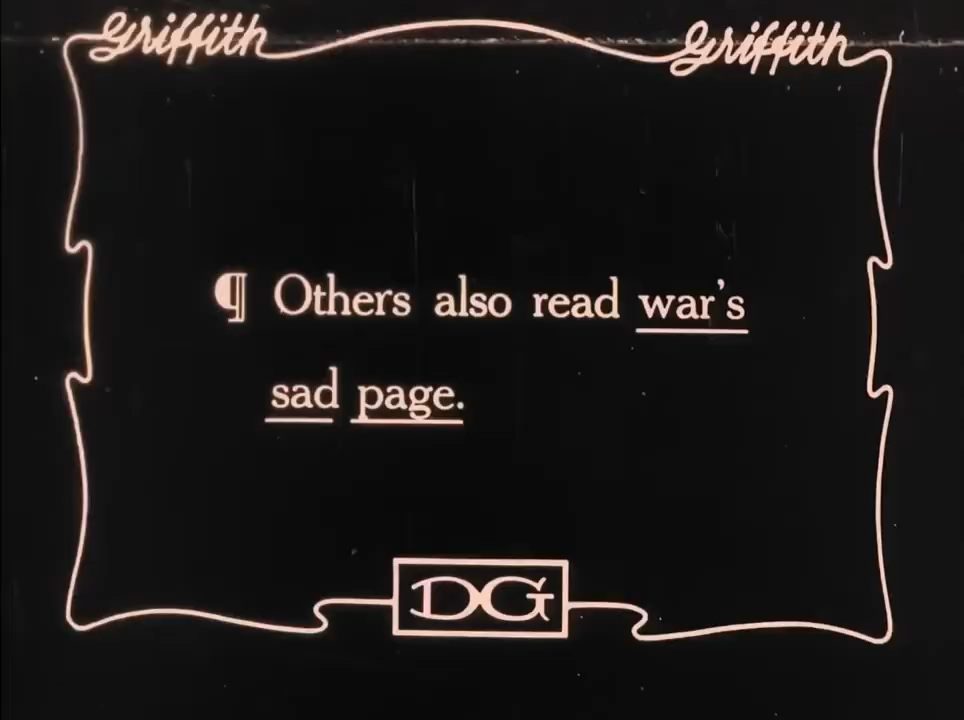 Griffith Griffith
¶ Others also read war's
sad page.
DG